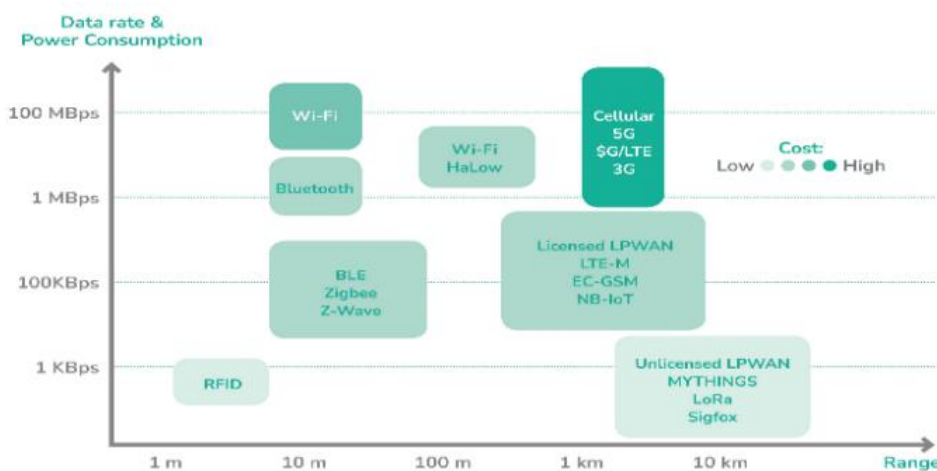 Data rate &
Power Consumption
100 MBps
1 MBps
100KBps
1 KBps
Wi-Fi
Bluetooth
Wi-Fi
HaLow
Cellular
5G
$G/LTE
3G
Cost:
Low
High
BLE
Zigbee
Z-Wave
Licensed LPWAN
LTE-M
EC-GSM
NB-IoT
RFID
Unlicensed LPWAN
MYTHINGS
LoRa
Sigfox
1 m
10 m
100 m
1 km
10 km
Range